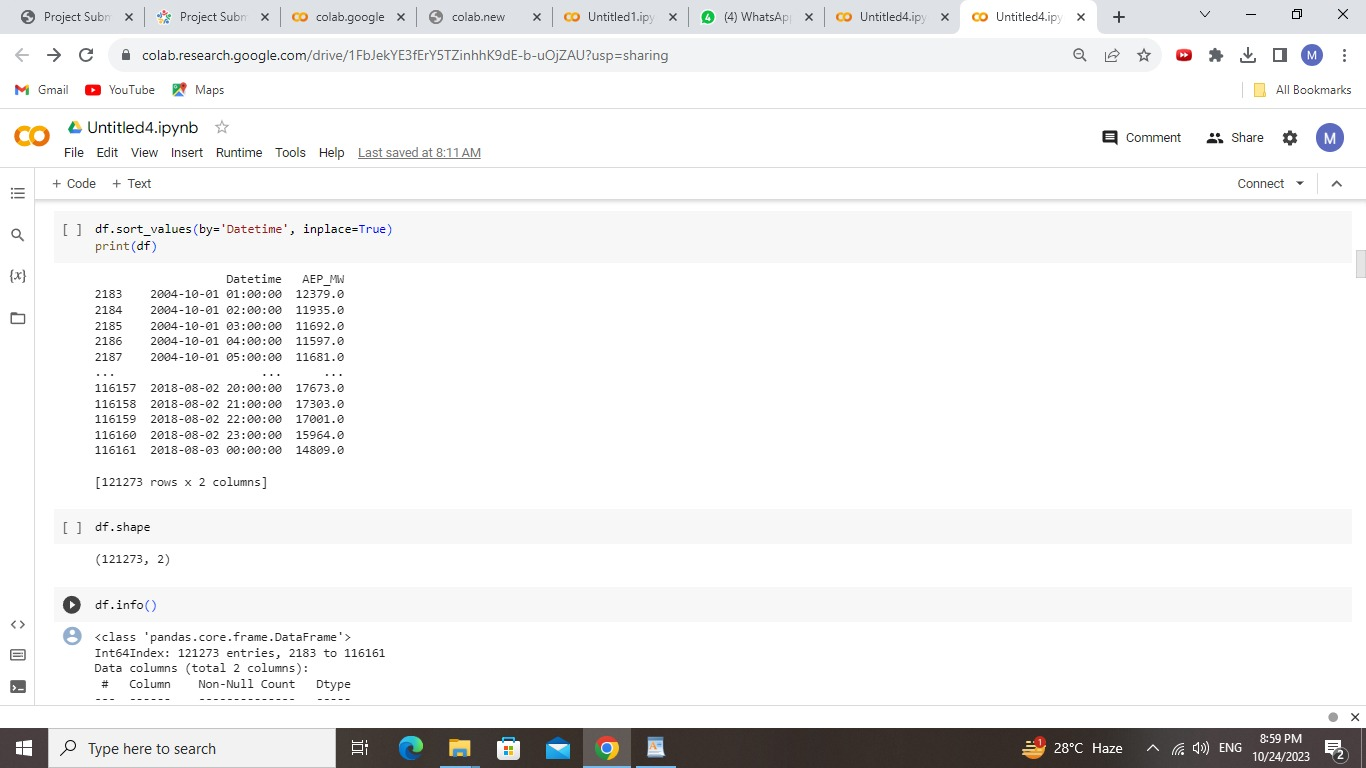 Project Subm
Project Subm
colab.google
colab.new
Untitled1.ipy
(4) WhatsAp
Untitled4.ipy
Untitled4.ipy
colab.research.google.com/drive/1FbJekYE3fErY5TZinhhK9dE-b-uOjZAU?usp=sharing
M
Gmail YouTube Maps All Bookmarks
Untitled4.ipynb
Comment Share M
File Edit View Insert Runtime Tools Help Last saved at 8:11 AM
+ Code + Text Connect
[ ] df.sort_values(by='Datetime', inplace=True)
print(df)
Datetime AEP_MW
2183 2004-10-01 01:00:00 12379.0
2184 2004-10-01 02:00:00 11935.0
2185 2004-10-01 03:00:00 11692.0
2186 2004-10-01 04:00:00 11597.0
2187 2004-10-01 05:00:00 11681.0
... ... ...
116157 2018-08-02 20:00:00 17673.0
116158 2018-08-02 21:00:00 17303.0
116159 2018-08-02 22:00:00 17001.0
116160 2018-08-02 23:00:00 15964.0
116161 2018-08-03 00:00:00 14809.0
[121273 rows x 2 columns]
[ ] df.shape
(121273, 2)
df.info()
<class 'pandas.core.frame.DataFrame'>
Int64Index: 121273 entries, 2183 to 116161
Data columns (total 2 columns):
# Column Non-Null Count Dtype
--- ------ -------------- -----
{x}
Type here to search
1
28°C Haze
ENG
8:59 PM
10/24/2023
2